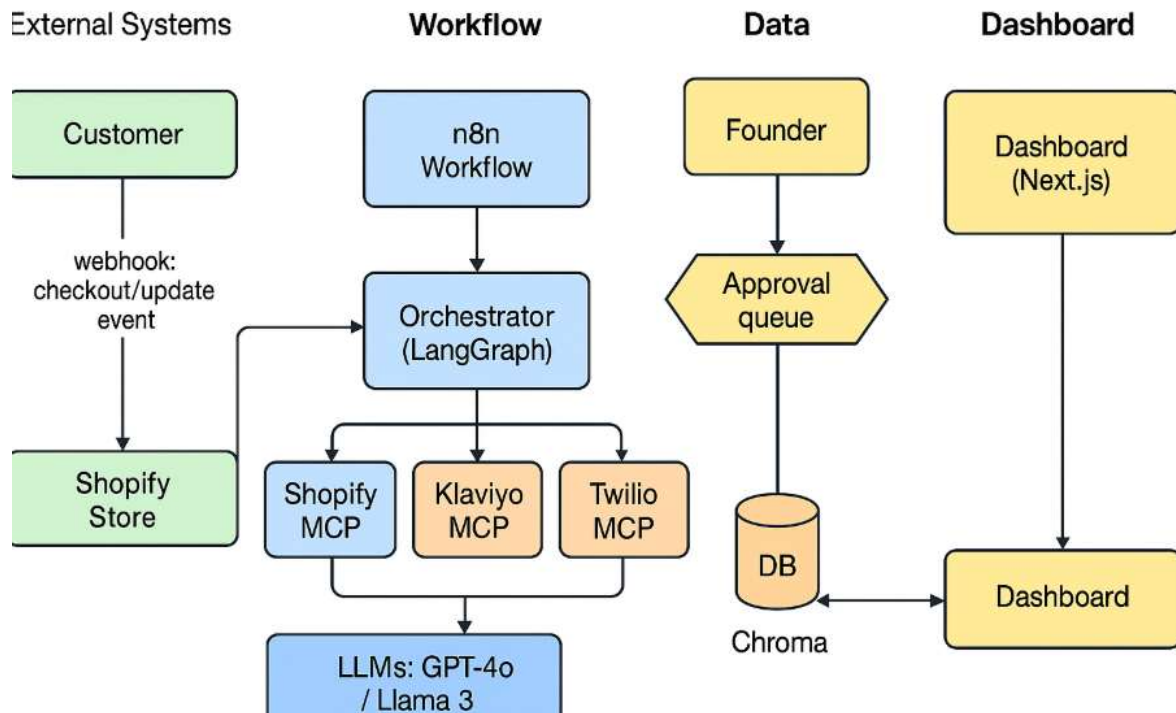 External Systems
Workflow
Data
Dashboard
Customer
n8n
Workflow
Founder
Dashboard
(Next.js)
webhook:
checkout/update
event
Orchestrator
(LangGraph)
Approval
queue
Shopify
Store
Shopify
MCP
Klaviyo
MCP
Twilio
MCP
DB
Chroma
Dashboard
LLMs: GPT-4o
/ Llama 3